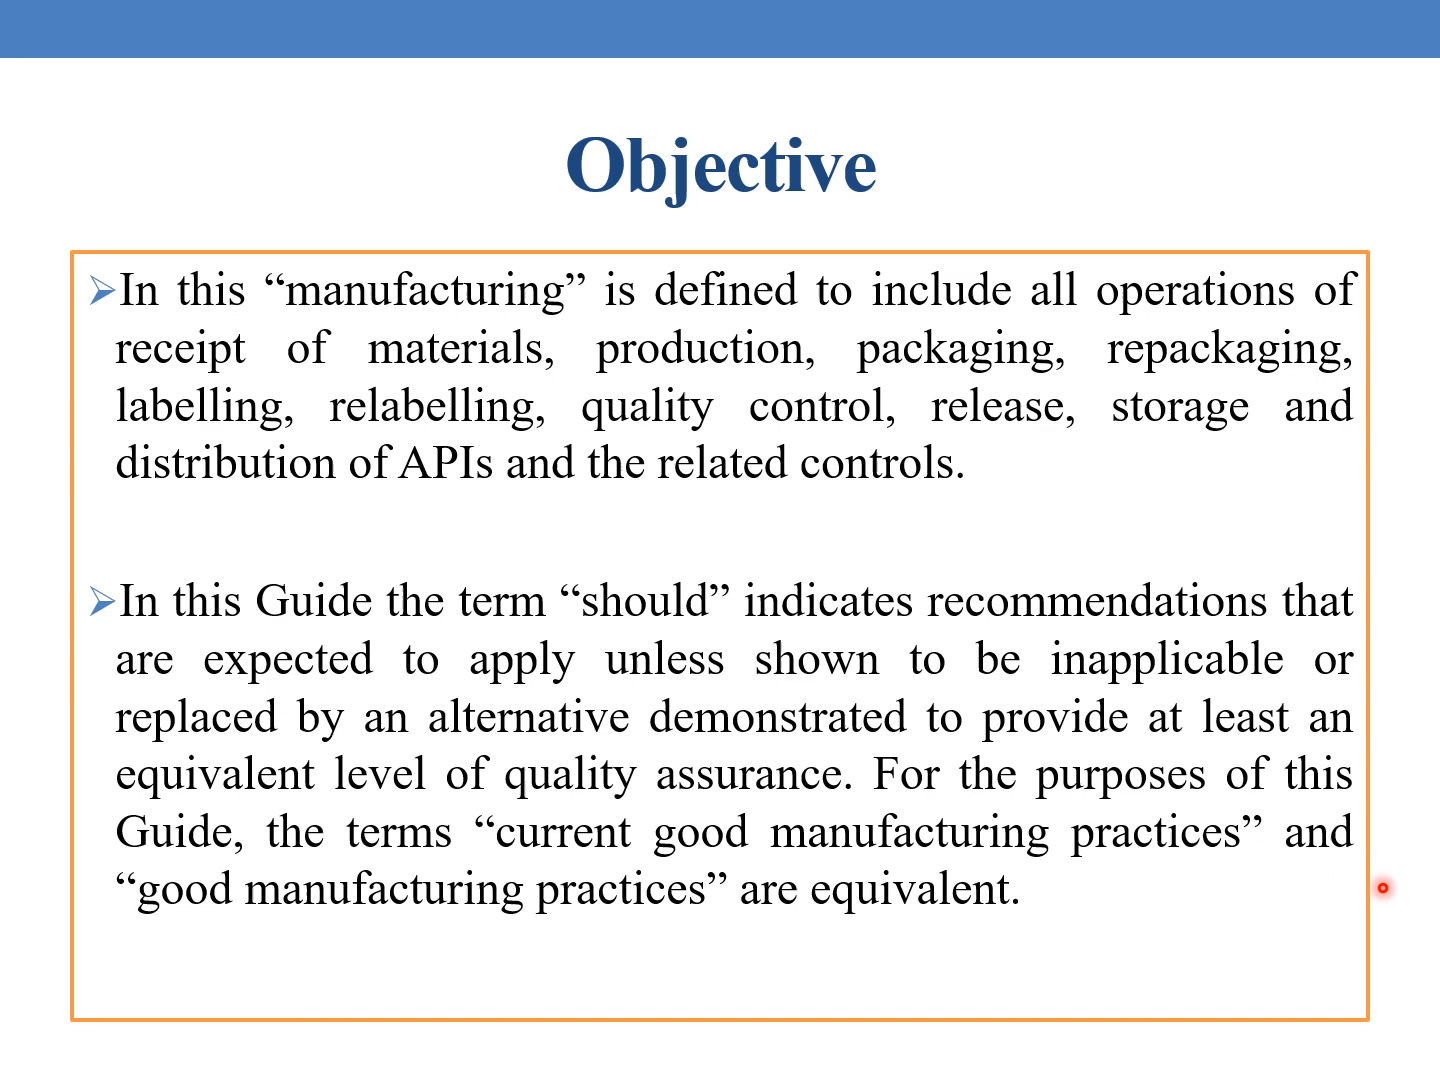 Objective
➢In this “manufacturing” is defined to include all operations of
receipt of materials, production, packaging, repackaging,
labelling, relabelling, quality control, release, storage and
distribution of APIs and the related controls.
➢In this Guide the term “should” indicates recommendations that
are expected to apply unless shown to be inapplicable or
replaced by an alternative demonstrated to provide at least an
equivalent level of quality assurance. For the purposes of this
Guide, the terms “current good manufacturing practices” and
“good manufacturing practices” are equivalent.